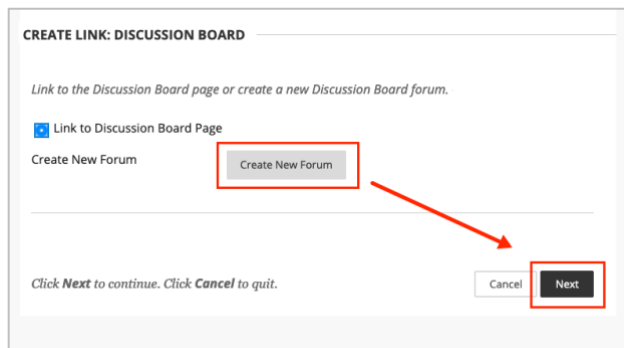 CREATE LINK: DISCUSSION BOARD
Link to the Discussion Board page or create a new Discussion Board forum.
Link to Discussion Board Page
Create New Forum Create New Forum
Click Next to continue. Click Cancel to quit. Cancel Next